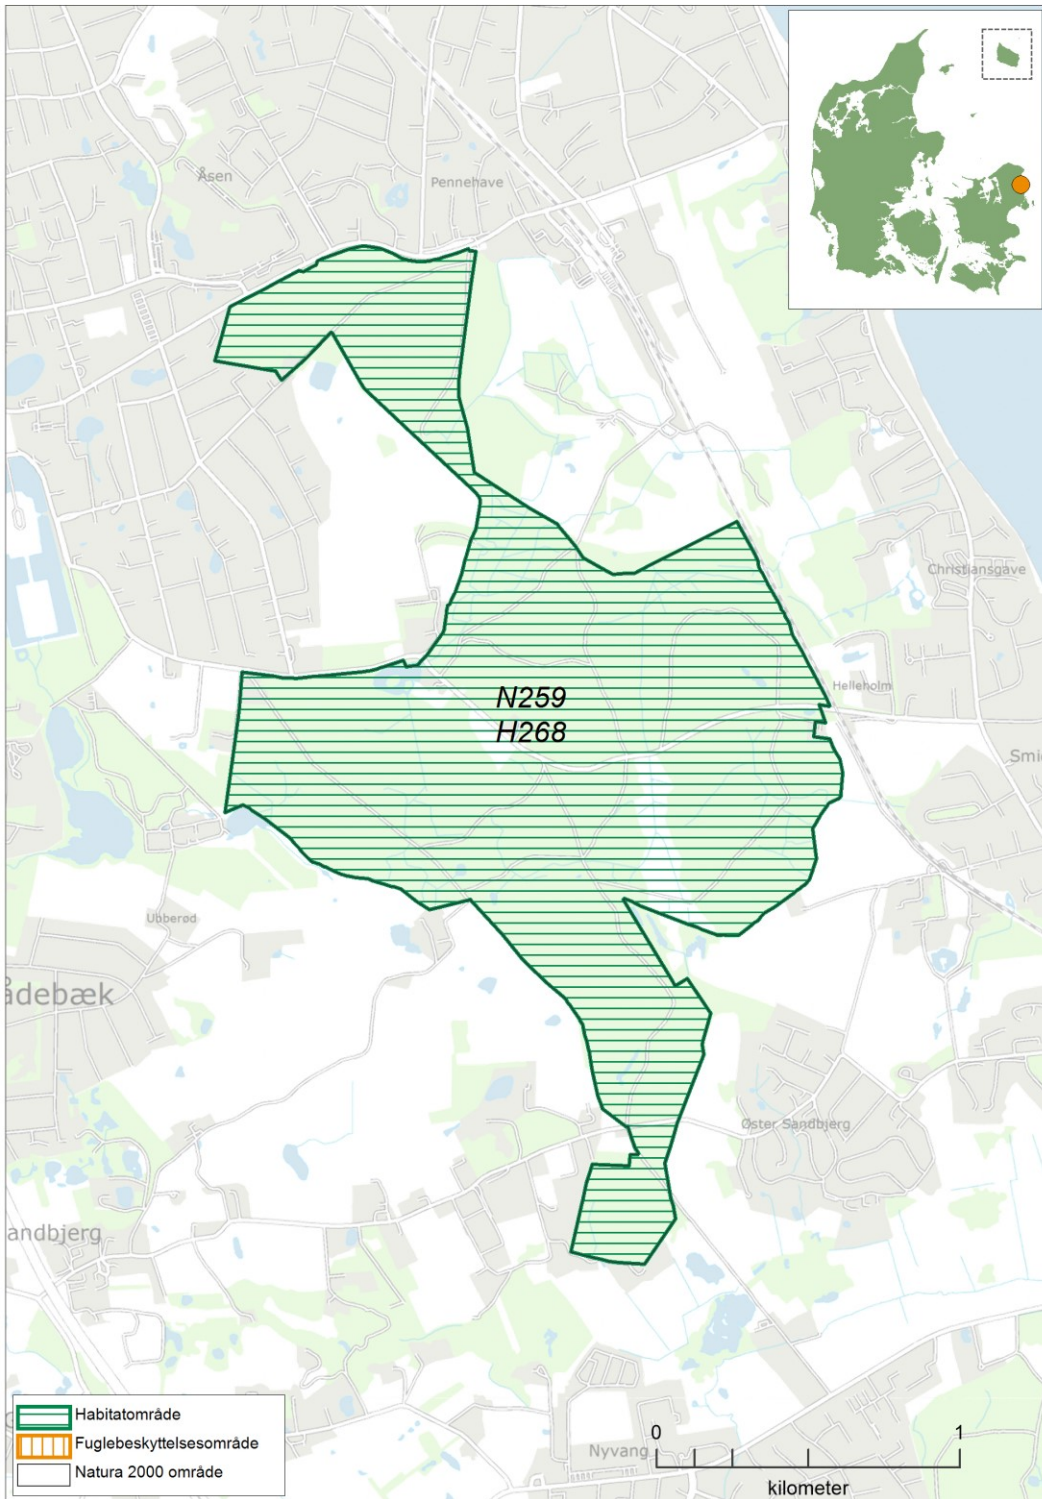 Åsen
Pennehave
Christiansgave
N259
H268
Helleholm
Ubberød
ådebæk
Øster Sandbjerg
andbjerg
Nyvang
Habitatområde
Fuglebeskyttelsesområde
Natura 2000 område
0 1
kilometer